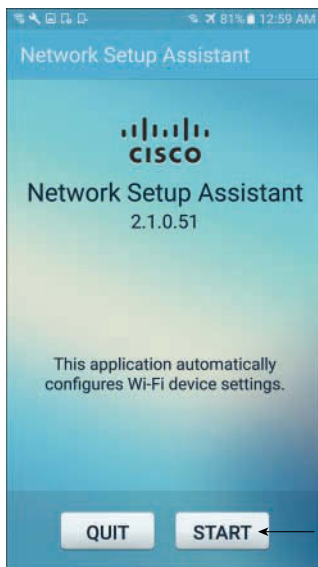 81% 12:59 AM
Network Setup Assistant
CISCO
Network Setup Assistant
2.1.0.51
This application automatically
configures Wi-Fi device settings.
QUIT START